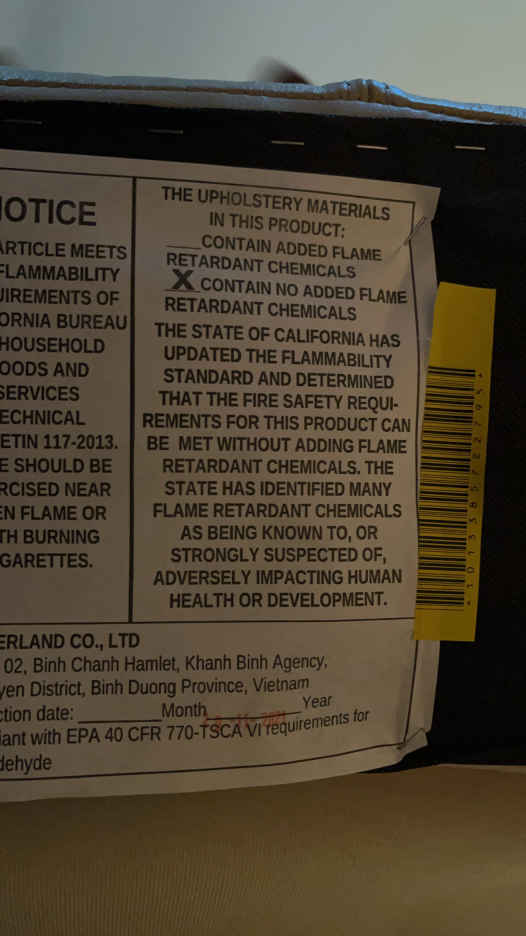 NOTICE
ARTICLE MEETS
FLAMMABILITY
UIREMENTS OF
ORNIA BUREAU
HOUSEHOLD
OODS AND
SERVICES
ECHNICAL
ETIN 117-2013.
E SHOULD BE
RCISED NEAR
EN FLAME OR
TH BURNING
GARETTES.
THE UPHOLSTERY MATERIALS
IN THIS PRODUCT:
____CONTAIN ADDED FLAME
RETARDANT CHEMICALS
X CONTAIN NO ADDED FLAME
RETARDANT CHEMICALS
THE STATE OF CALIFORNIA HAS
UPDATED THE FLAMMABILITY
STANDARD AND DETERMINED
THAT THE FIRE SAFETY REQUI-
REMENTS FOR THIS PRODUCT CAN
BE MET WITHOUT ADDING FLAME
RETARDANT CHEMICALS. THE
STATE HAS IDENTIFIED MANY
FLAME RETARDANT CHEMICALS
AS BEING KNOWN TO, OR
STRONGLY SUSPECTED OF,
ADVERSELY IMPACTING HUMAN
HEALTH OR DEVELOPMENT.
ERLAND CO., LTD
02, Binh Chanh Hamlet, Khanh Binh Agency,
yen District, Binh Duong Province, Vietnam
ction date: __________Month__________Year
iant with EPA 40 CFR 770-TSCA VI requirements for
dehyde